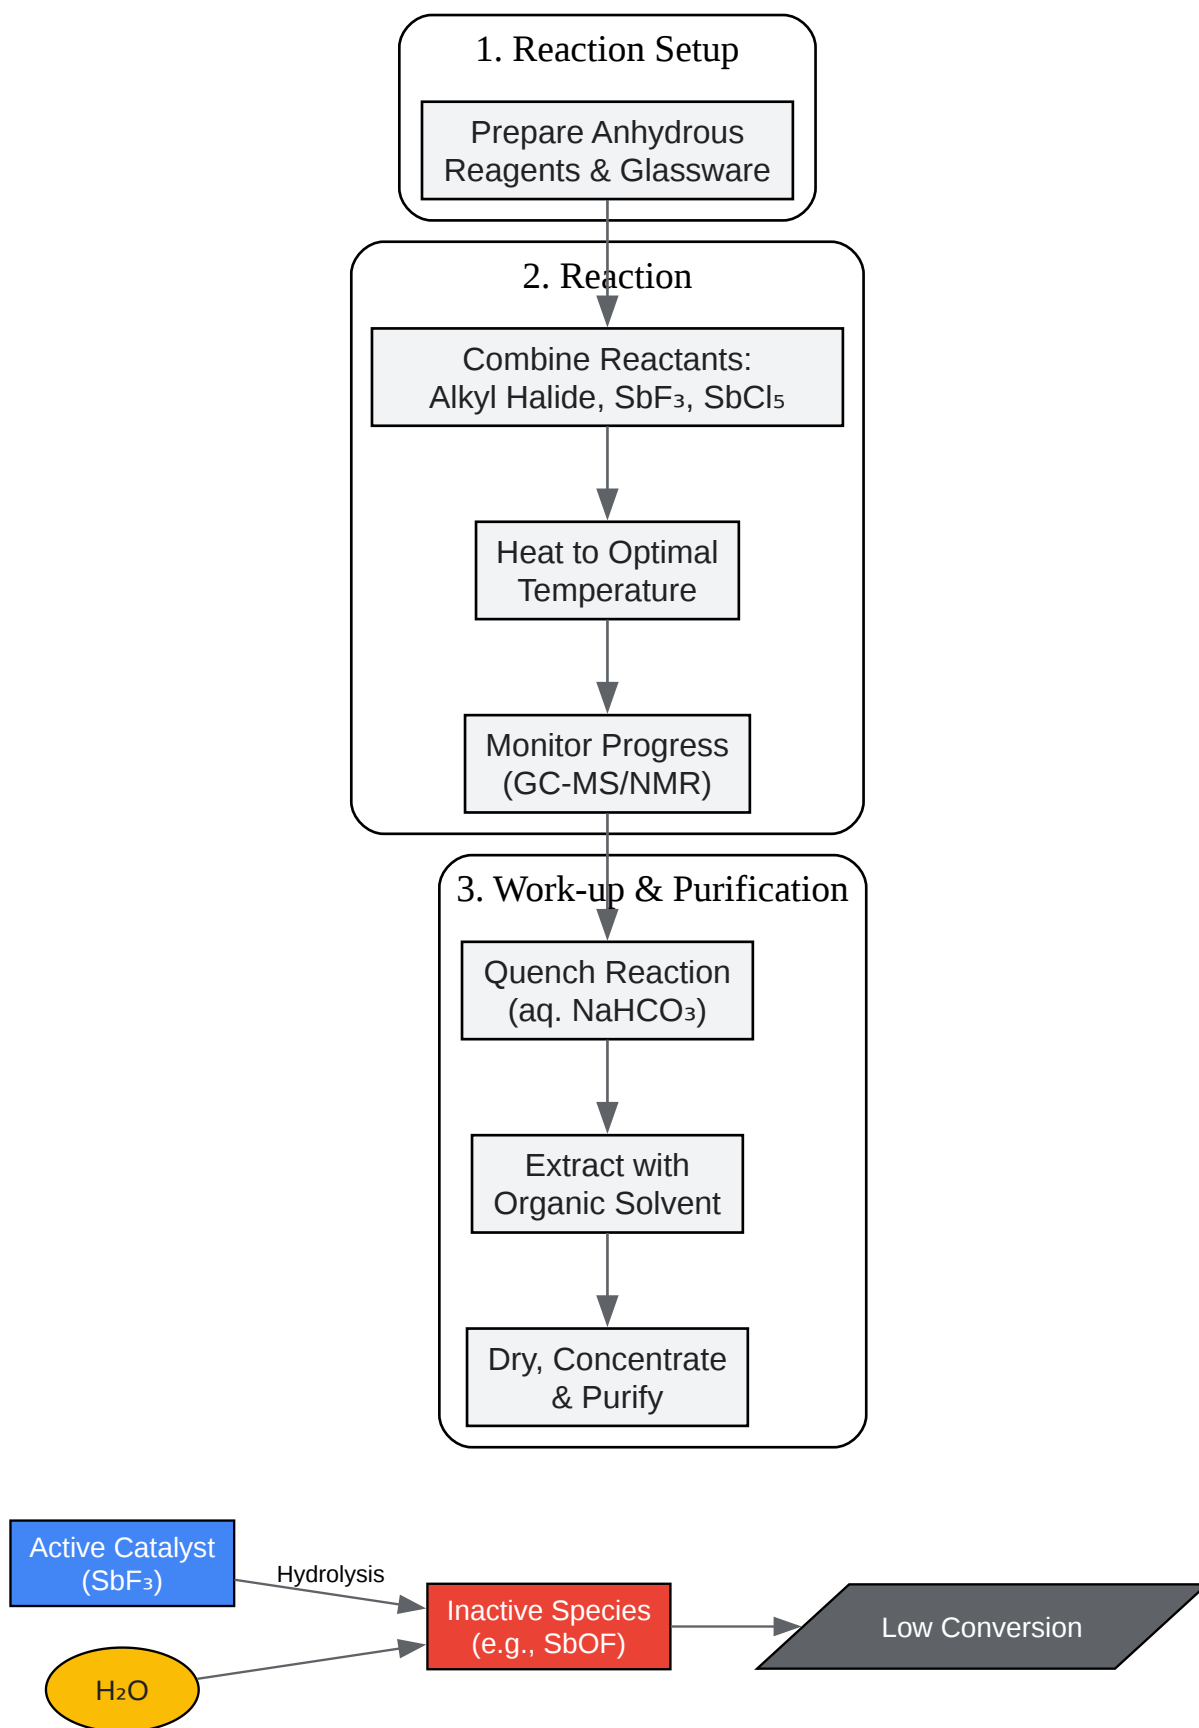 1. Reaction Setup
Prepare Anhydrous
Reagents & Glassware
2. Reaction
Combine Reactants:
Alkyl Halide, SbF₃, SbCl₅
Heat to Optimal
Temperature
Monitor Progress
(GC-MS/NMR)
3. Work-up & Purification
Quench Reaction
(aq. NaHCO₃)
Extract with
Organic Solvent
Dry, Concentrate
& Purify
Active Catalyst
(SbF₃)
Hydrolysis
H₂O
Inactive Species
(e.g., SbOF)
Low Conversion